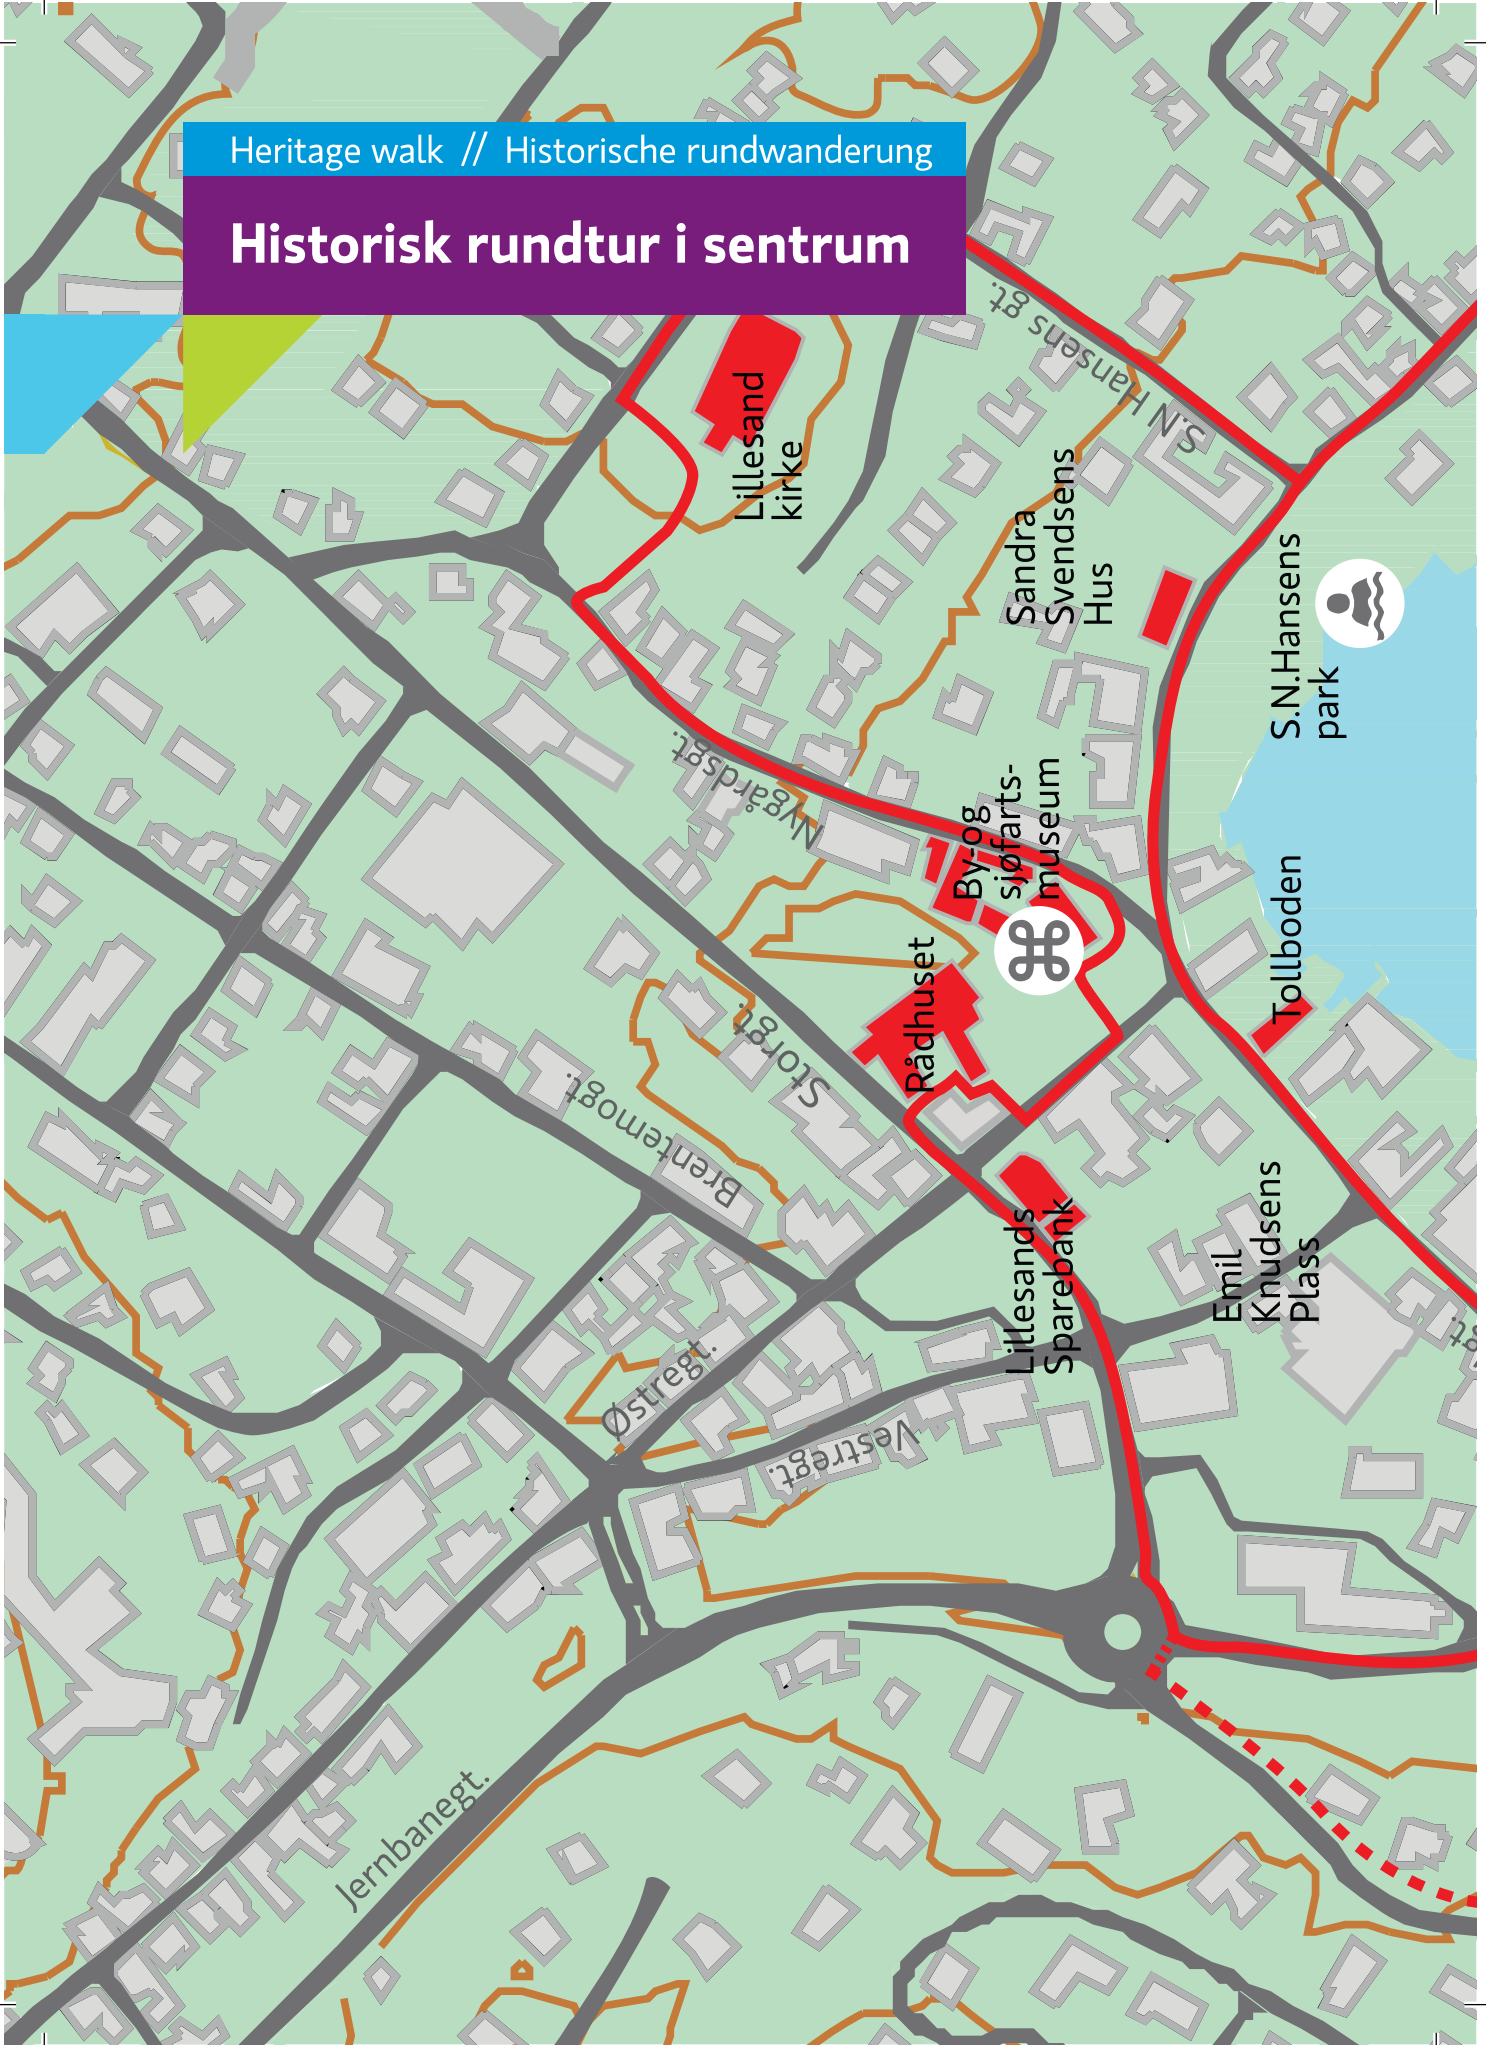 Heritage walk // Historische rundwanderung
Historisk rundtur i sentrum
S.N Hansens gt.
Lillesand
kirke
Sandra
Svendsens
Hus
S.N.Hansens
park
Nygårdsgt.
By-og
sjøfarts-
museum
Tollboden
Rådhuset
Storgt.
Brentemogt.
Lillesands
Sparebank
Emil
Knudsens
Plass
Østregt.
Vestregt.
Jernbanegt.